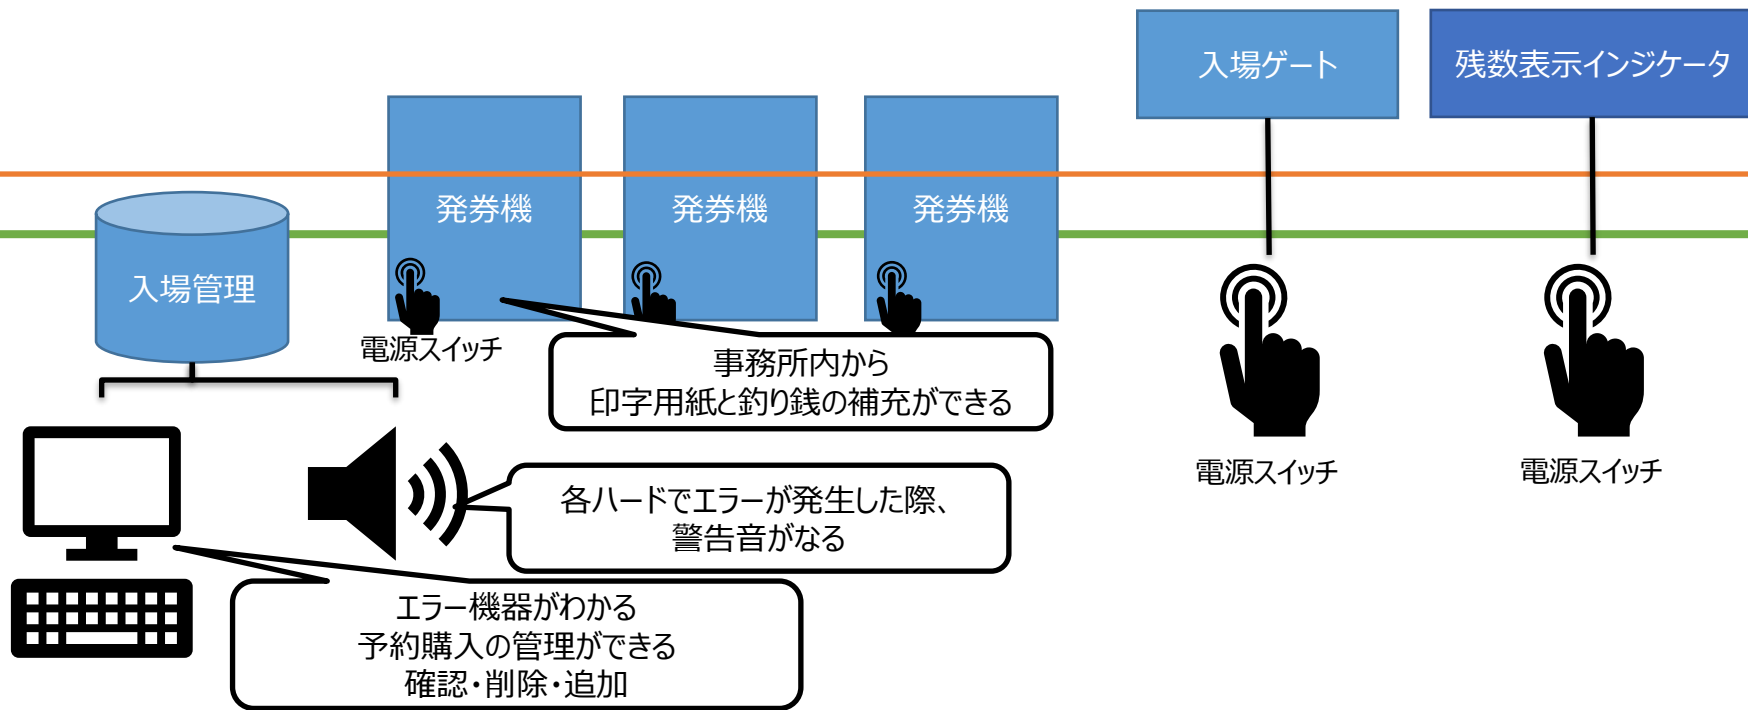 入場ゲート
残数表示インジケータ
発券機
発券機
発券機
入場管理
電源スイッチ
事務所内から
印字用紙と釣り銭の補充ができる
電源スイッチ
電源スイッチ
各ハードでエラーが発生した際、
警告音がなる
エラー機器がわかる
予約購入の管理ができる
確認・削除・追加